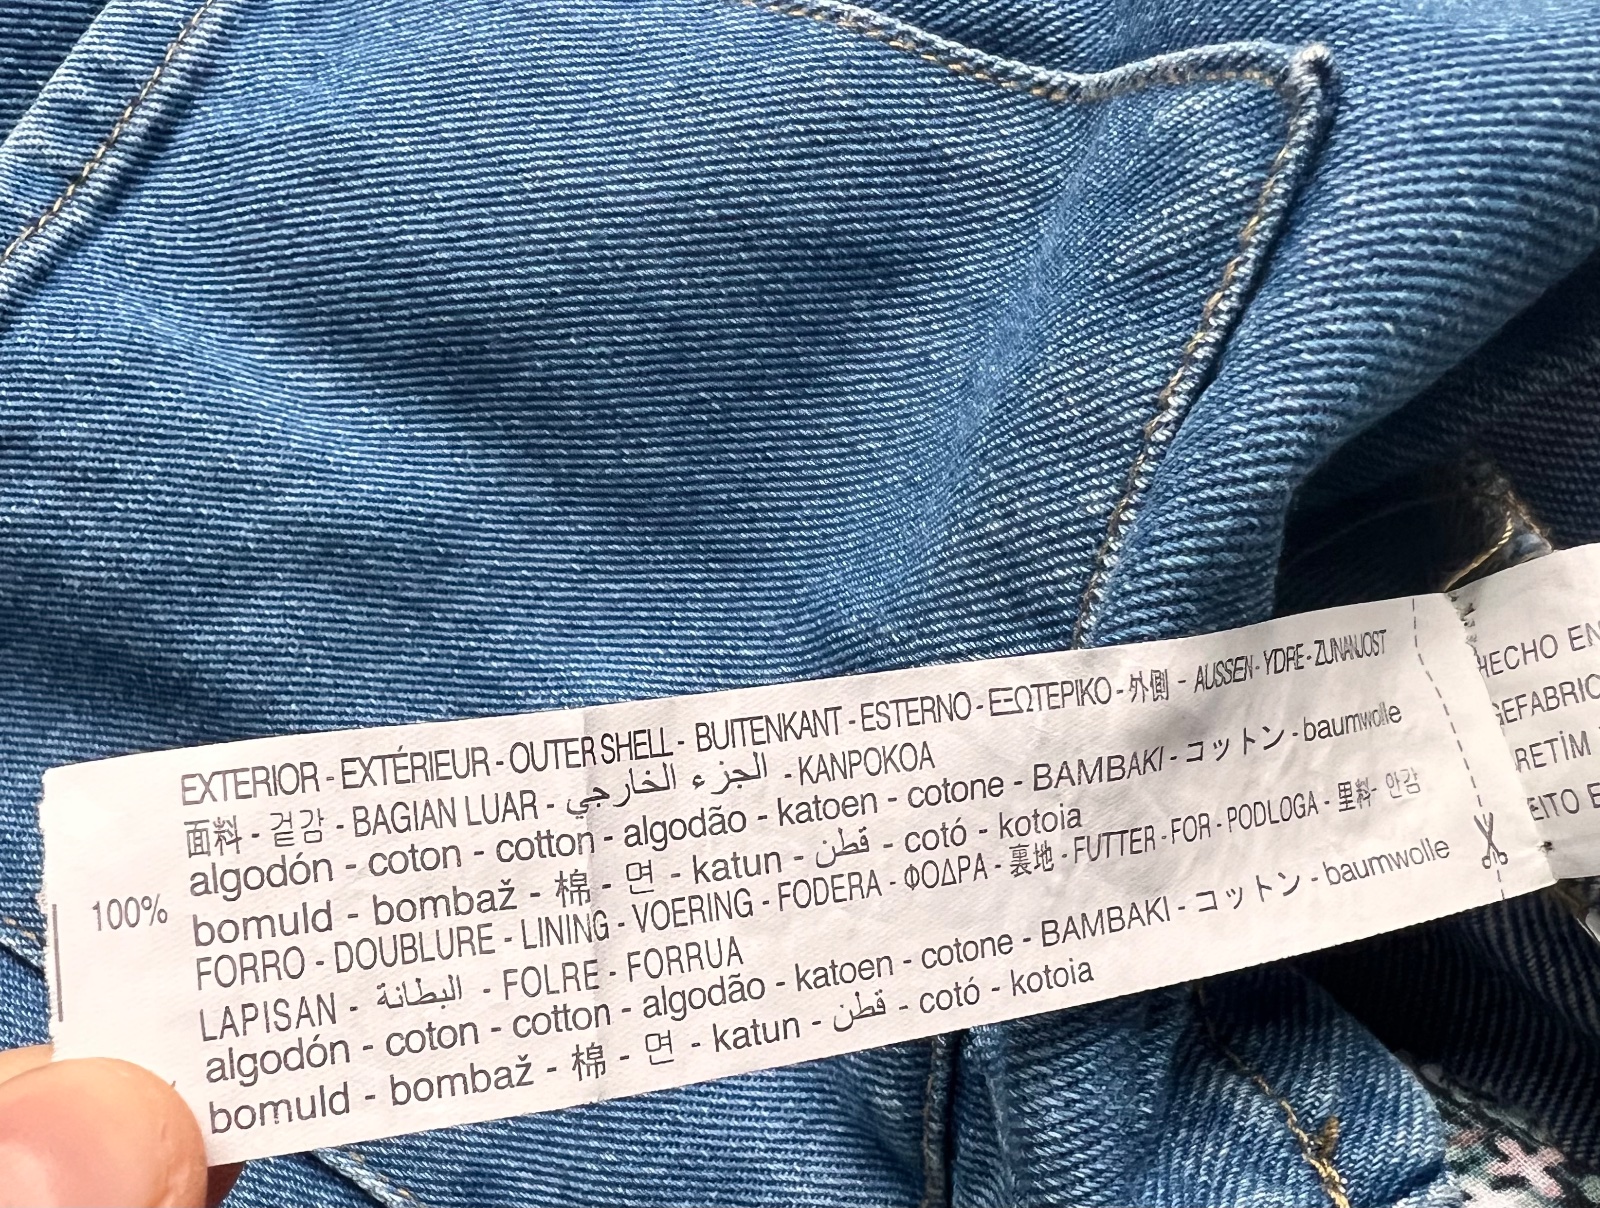 EXTERIOR - EXTÉRIEUR - OUTER SHELL - BUITENKANT - ESTERNO - ΕΞΩΤΕΡΙΚΟ - 外側 - AUSSEN - YDRE - ZUNANJOST
面料 - 겉감 - BAGIAN LUAR - الجزء الخارجي - KANPOKOA
100% algodón - coton - cotton - algodão - katoen - cotone - BAMBAKI - コットン - baumwolle
bomuld - bombaž - 棉 - 면 - katun - قطن - cotó - kotoia
FORRO - DOUBLURE - LINING - VOERING - FODERA - ΦΟΔΡΑ - 裏地 - FUTTER - FOR - PODLOGA - 里料 - 안감
LAPISAN - البطانة - FOLRE - FORRUA
algodón - coton - cotton - algodão - katoen - cotone - BAMBAKI - コットン - baumwolle
bomuld - bombaž - 棉 - 면 - katun - قطن - cotó - kotoia
HECHO EN